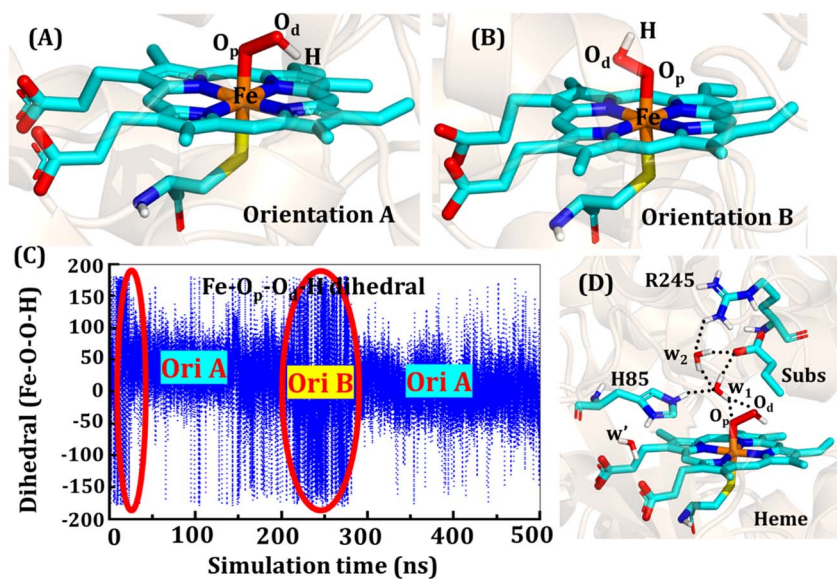 (A)
Op
Od
H
Fe
Orientation A
(B)
H
Od
Op
Fe
Orientation B
(C)
Fe-Op-Od-H dihedral
Dihedral (Fe-O-O-H)
200
150
100
50
0
-50
-100
-150
-200
Ori A
Ori B
Ori A
0
100
200
300
400
500
Simulation time (ns)
(D)
R245
W2
Subs
H85
W1
Op
Od
W'
Heme